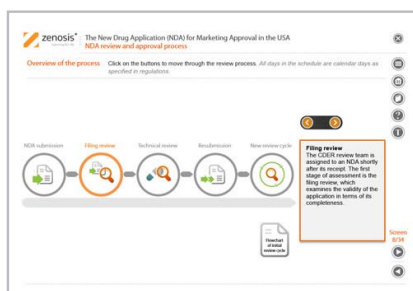 zenosis
The New Drug Application (NDA) for Marketing Approval in the USA
NDA review and approval process
Overview of the process
Click on the buttons to move through the review process. All days in the schedule are calendar days as
specified in regulations.
NDA submission
Filing review
Technical review
Resubmission
New review cycle
Filing review
The CDER review team is
assigned to an NDA shortly
after its receipt. The first
stage of assessment is the
filing review, which
examines the validity of the
application in terms of its
completeness.
Flowchart
of initial
review cycle
Screen
8/34